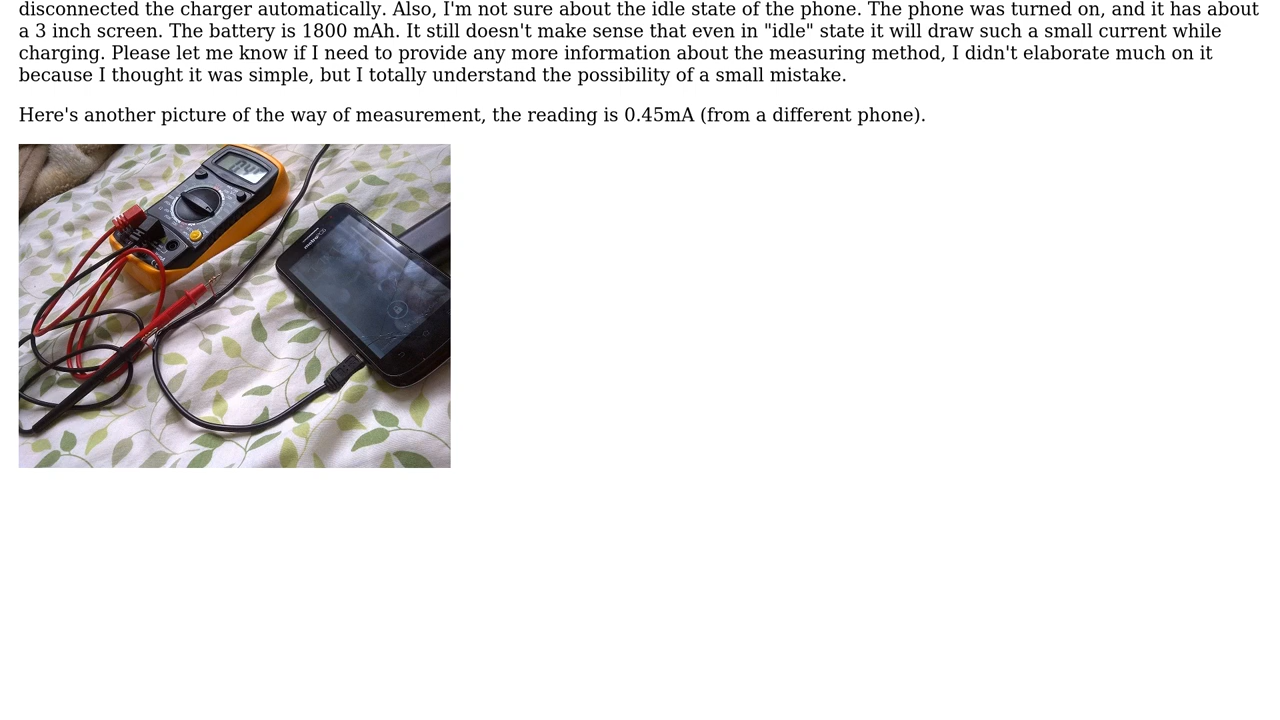 disconnected the charger automatically. Also, I'm not sure about the idle state of the phone. The phone was turned on, and it has about
a 3 inch screen. The battery is 1800 mAh. It still doesn't make sense that even in "idle" state it will draw such a small current while
charging. Please let me know if I need to provide any more information about the measuring method, I didn't elaborate much on it
because I thought it was simple, but I totally understand the possibility of a small mistake.
Here's another picture of the way of measurement, the reading is 0.45mA (from a different phone).